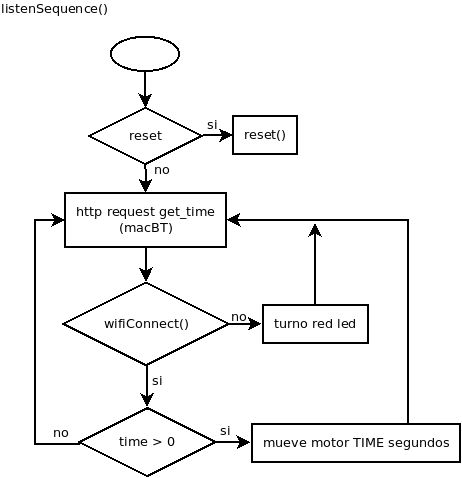 listenSequence()
reset
si
reset()
no
http request get_time
(macBT)
wifiConnect()
no
turno red led
si
no
time > 0
si
mueve motor TIME segundos